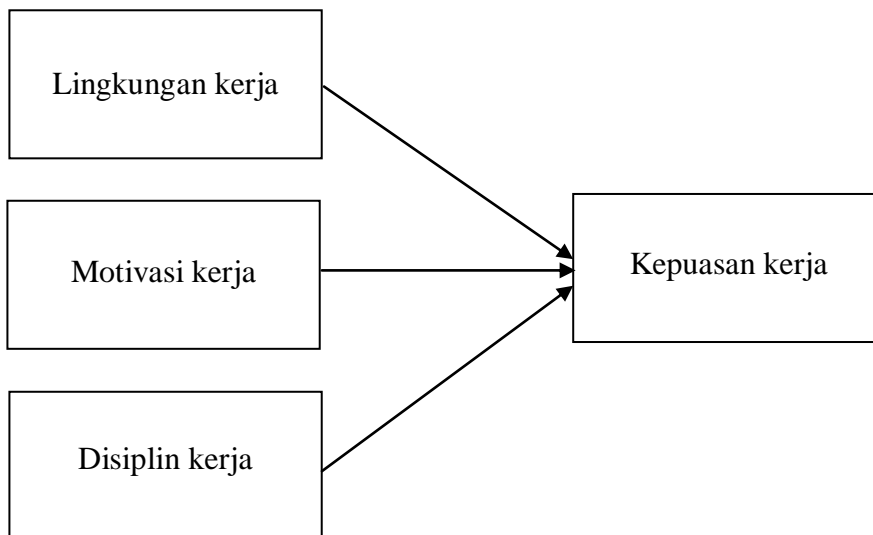 Lingkungan kerja
Motivasi kerja
Kepuasan kerja
Disiplin kerja